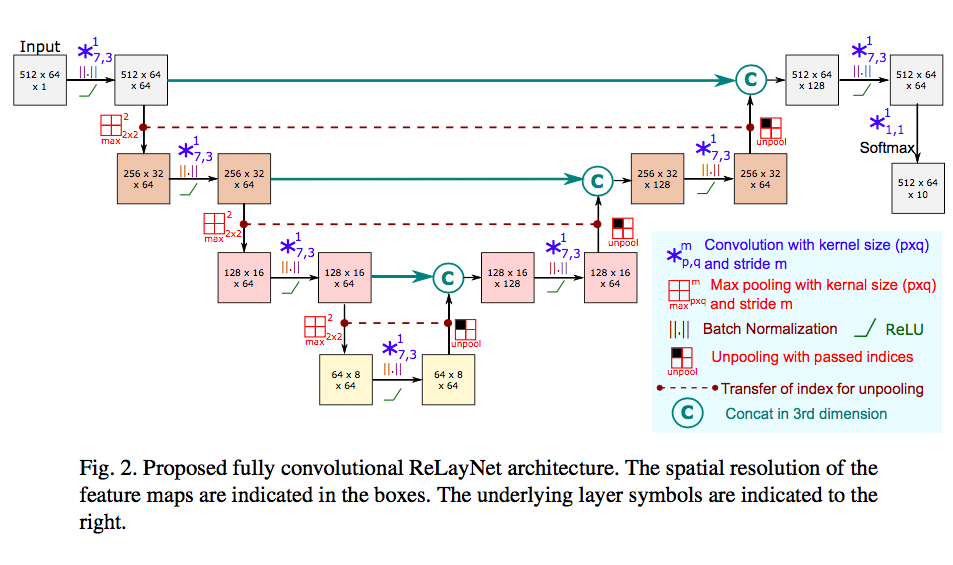 Input
512 x 64
x 1
1
7,3
||.||
512 x 64
x 64
C
512 x 64
x 128
1
7,3
||.||
512 x 64
x 64
2
2x2
max
unpool
1
1,1
Softmax
512 x 64
x 10
256 x 32
x 64
1
7,3
||.||
256 x 32
x 64
C
256 x 32
x 128
1
7,3
||.||
256 x 32
x 64
2
2x2
max
unpool
128 x 16
x 64
1
7,3
||.||
128 x 16
x 64
C
128 x 16
x 128
1
7,3
||.||
128 x 16
x 64
2
2x2
max
unpool
64 x 8
x 64
1
7,3
||.||
64 x 8
x 64
m
p,q
Convolution with kernel size (pxq)
and stride m
m
pxq
max
Max pooling with kernal size (pxq)
and stride m
||.|| Batch Normalization ReLU
Unpooling with passed indices
unpool
Transfer of index for unpooling
C Concat in 3rd dimension
Fig. 2. Proposed fully convolutional ReLayNet architecture. The spatial resolution of the
feature maps are indicated in the boxes. The underlying layer symbols are indicated to the
right.